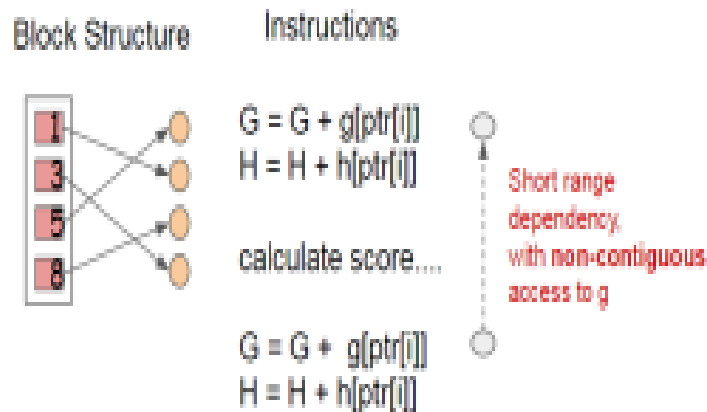 Block Structure
Instructions
1
3
5
8
G = G + g[ptr[i]]
H = H + h[ptr[i]]
calculate score....
G = G + g[ptr[i]]
H = H + h[ptr[i]]
Short range
dependency,
with non-contiguous
access to g